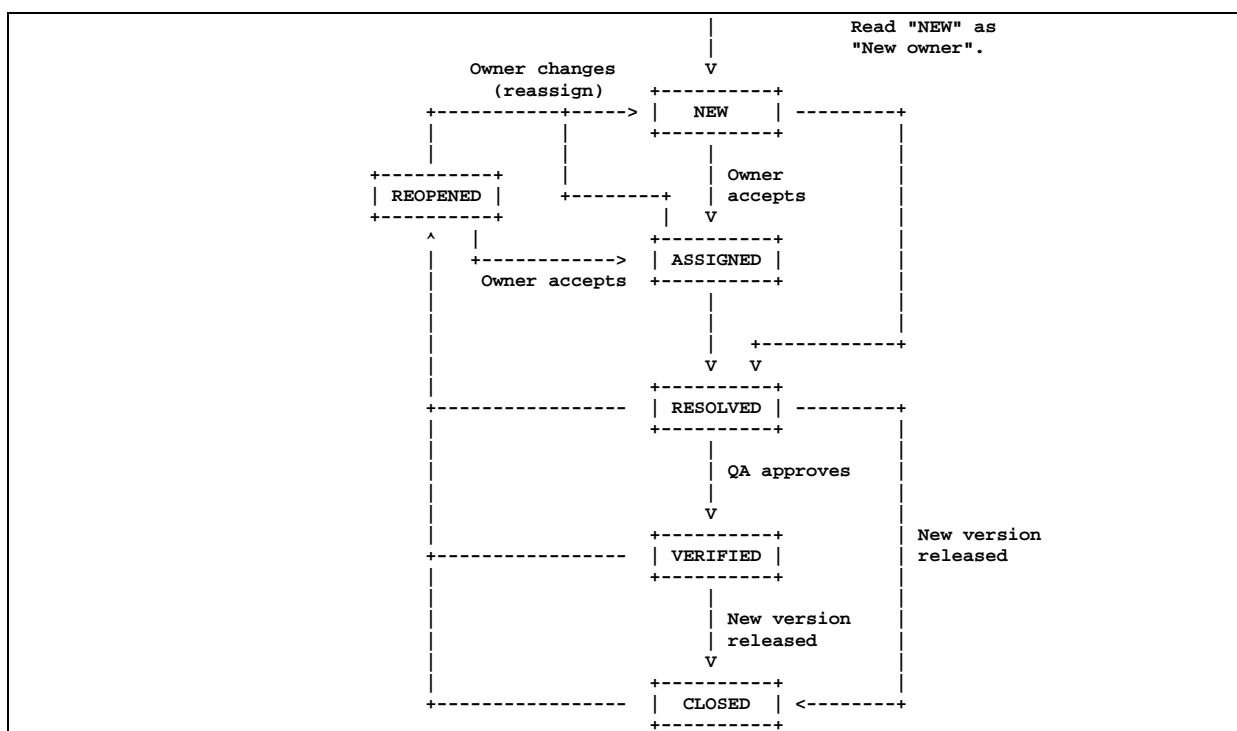 Read "NEW" as
"New owner".
Owner changes
(reassign)
NEW
Owner
accepts
REOPENED
ASSIGNED
Owner accepts
RESOLVED
QA approves
VERIFIED
New version
released
New version
released
CLOSED